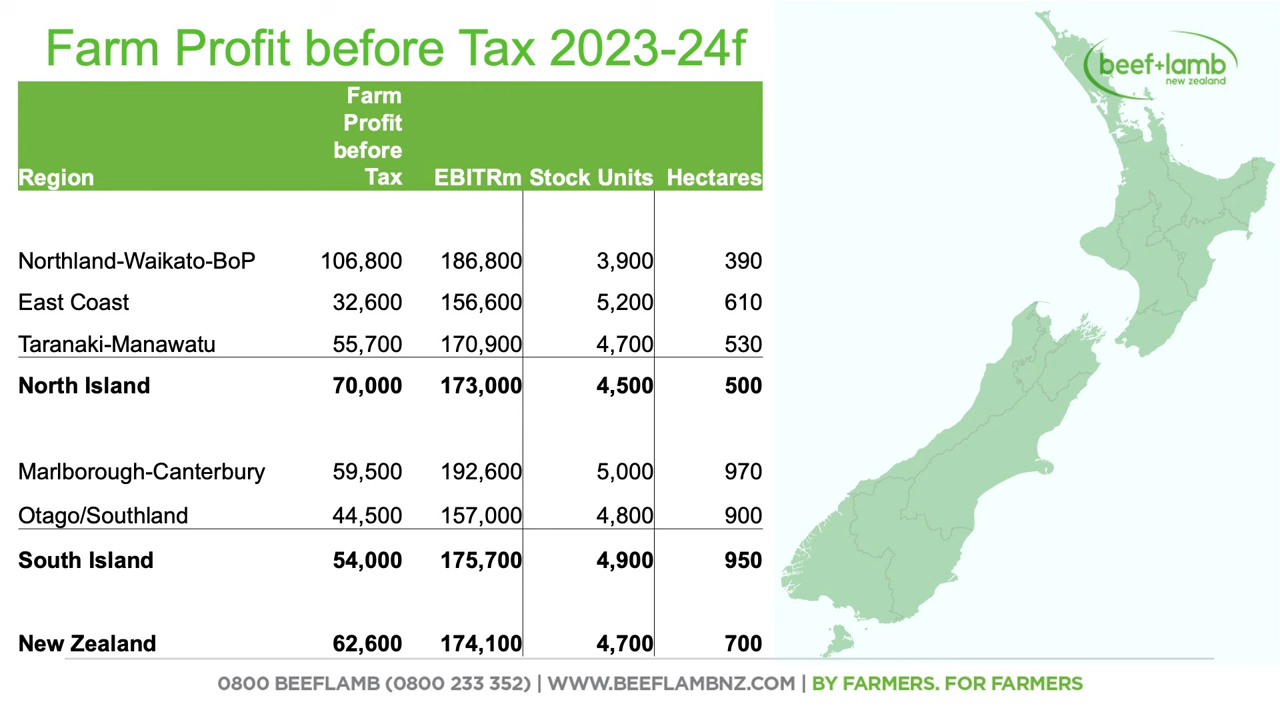 Farm Profit before Tax 2023-24f
beef+lamb
new zealand
Region Farm Profit before Tax EBITRm Stock Units Hectares
Northland-Waikato-BoP 106,800 186,800 3,900 390
East Coast 32,600 156,600 5,200 610
Taranaki-Manawatu 55,700 170,900 4,700 530
North Island 70,000 173,000 4,500 500
Marlborough-Canterbury 59,500 192,600 5,000 970
Otago/Southland 44,500 157,000 4,800 900
South Island 54,000 175,700 4,900 950
New Zealand 62,600 174,100 4,700 700
0800 BEEFLAMB (0800 233 352) | WWW.BEEFLAMBNZ.COM | BY FARMERS. FOR FARMERS